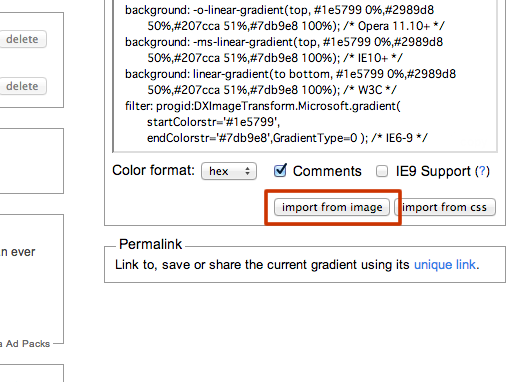 delete
delete
n ever
a Ad Packs
background: -o-linear-gradient(top, #1e5799 0%,#2989d8
50%,#207cca 51%,#7db9e8 100%); /* Opera 11.10+ */
background: -ms-linear-gradient(top, #1e5799 0%,#2989d8
50%,#207cca 51%,#7db9e8 100%); /* IE10+ */
background: linear-gradient(to bottom, #1e5799 0%,#2989d8
50%,#207cca 51%,#7db9e8 100%); /* W3C */
filter: progid:DXImageTransform.Microsoft.gradient(
startColorstr='#1e5799',
endColorstr='#7db9e8',GradientType=0 ); /* IE6-9 */
Color format: hex Comments IE9 Support (?)
import from image import from css
Permalink
Link to, save or share the current gradient using its unique link.